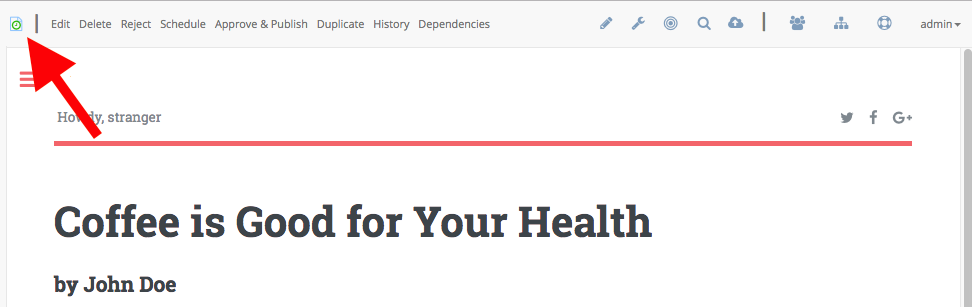 Edit Delete Reject Schedule Approve & Publish Duplicate History Dependencies admin
Howdy, stranger
Coffee is Good for Your Health
by John Doe